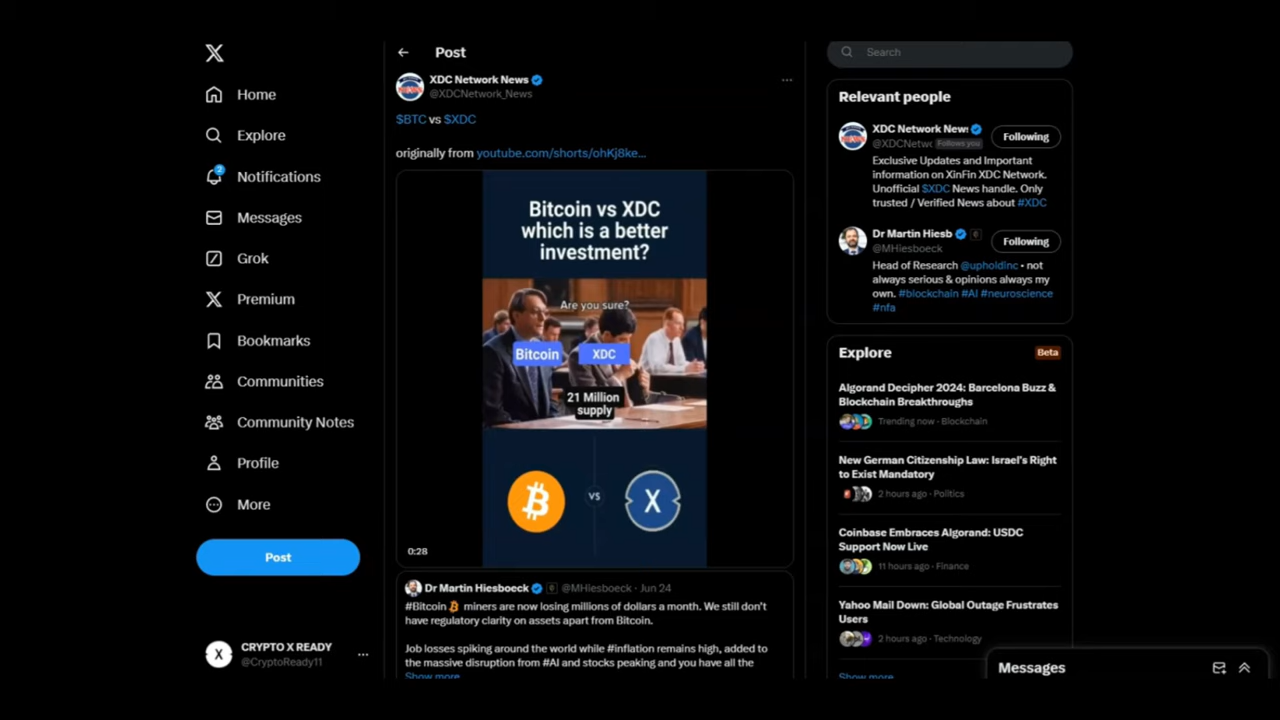 Home
Explore
2
Notifications
Messages
Grok
Premium
Bookmarks
Communities
Community Notes
Profile
More
Post
CRYPTO X READY
@CryptoReady11
Post
XDC Network News
@XDCNetwork_News
$BTC vs $XDC
originally from youtube.com/shorts/ohKj8ke...
Bitcoin vs XDC
which is a better
investment?
Are you sure?
Bitcoin
XDC
21 Million
supply
VS
0:28
Dr Martin Hiesboeck @MHiesboeck · Jun 24
#Bitcoin miners are now losing millions of dollars a month. We still don't
have regulatory clarity on assets apart from Bitcoin.
Job losses spiking around the world while #inflation remains high, added to
the massive disruption from #AI and stocks peaking and you have all the
Show more
Search
Relevant people
XDC Network News
@XDCNetwo Follows you
Following
Exclusive Updates and Important
information on XinFin XDC Network.
Unofficial $XDC News handle. Only
trusted / Verified News about #XDC
Dr Martin Hiesb
@MHiesboeck
Following
Head of Research @upholdinc • not
always serious & opinions always my
own. #blockchain #AI #neuroscience
#nfa
Explore
Beta
Algorand Decipher 2024: Barcelona Buzz &
Blockchain Breakthroughs
Trending now · Blockchain
New German Citizenship Law: Israel's Right
to Exist Mandatory
2 hours ago · Politics
Coinbase Embraces Algorand: USDC
Support Now Live
11 hours ago · Finance
Yahoo Mail Down: Global Outage Frustrates
Users
2 hours ago · Technology
Show more
Messages